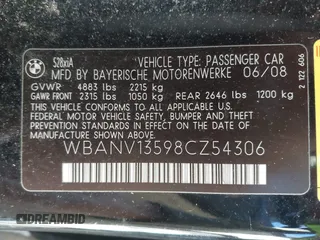 528xiA
VEHICLE TYPE: PASSENGER CAR
MFD BY BAYERISCHE MOTORENWERKE 06/08
GVWR 4883 lbs 2215 kg
GAWR FRONT 2315 lbs 1050 kg REAR 2646 lbs 1200 kg
THIS VEHICLE CONFORMS TO ALL APPLICABLE U.S.
FEDERAL MOTOR VEHICLE SAFETY, BUMPER, AND THEFT
PREVENTION STANDARDS IN EFFECT ON THE DATE OF
MANUFACTURE SHOWN ABOVE.
WBANV13598CZ54306
2 122 606
DREAMBID